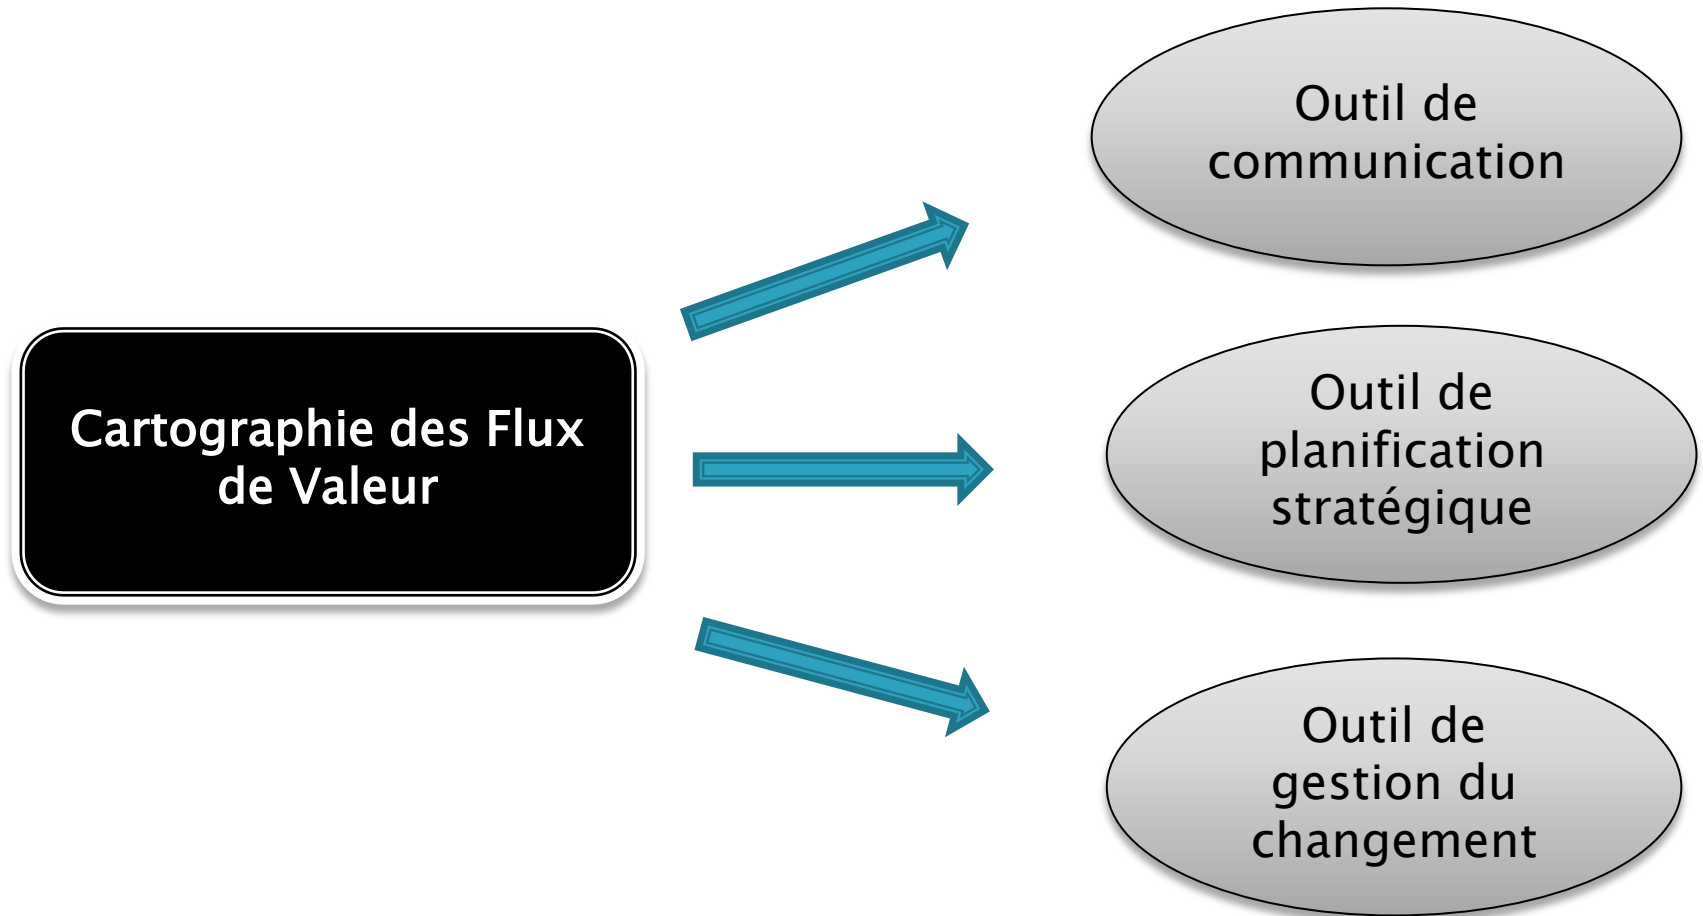 Cartographie des Flux
de Valeur
Outil de
communication
Outil de
planification
stratégique
Outil de
gestion du
changement